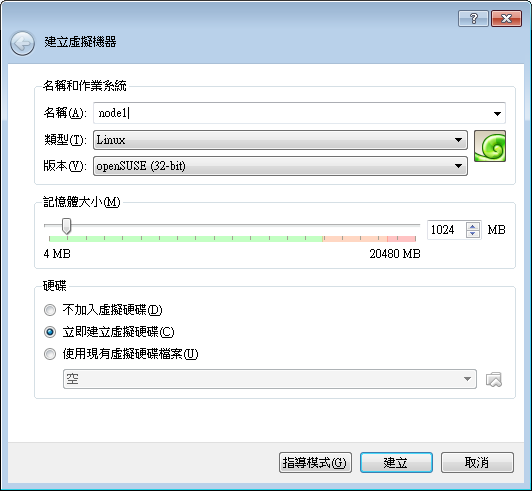 建立虛擬機器
名稱和作業系統
名稱(A): node1
類型(T): Linux
版本(V): openSUSE (32-bit)
記憶體大小(M)
1024 MB
4 MB 20480 MB
硬碟
不加入虛擬硬碟(D)
立即建立虛擬硬碟(C)
使用現有虛擬硬碟檔案(U)
空
指導模式(G) 建立 取消